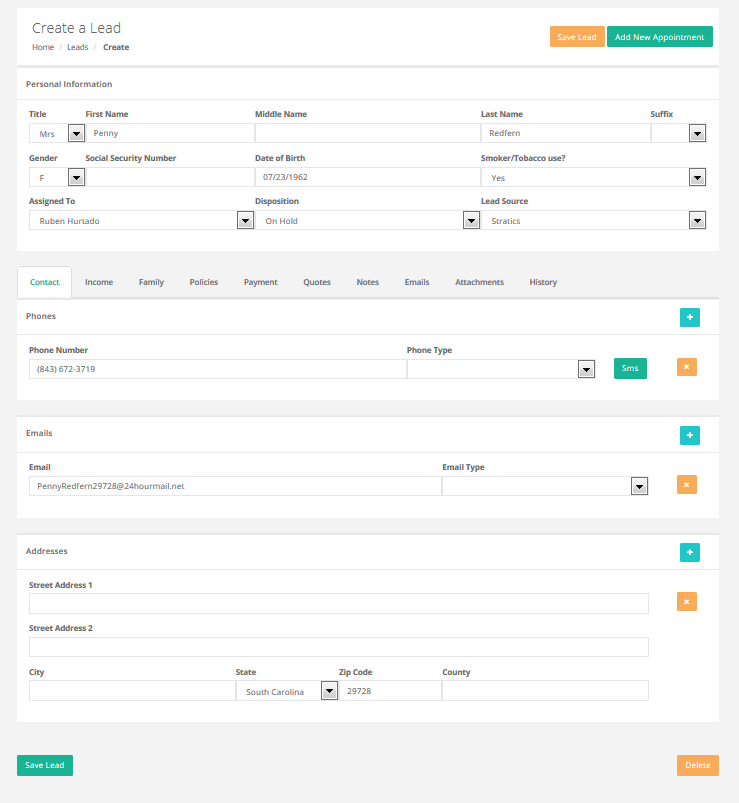 Create a Lead
Home / Leads / Create
Save Lead Add New Appointment
Personal Information
Title First Name Middle Name Last Name Suffix
Mrs Penny Redfern
Gender Social Security Number Date of Birth Smoker/Tobacco use?
F 07/23/1962 Yes
Assigned To Disposition Lead Source
Ruben Hurtado On Hold Stratics
Contact Income Family Policies Payment Quotes Notes Emails Attachments History
Phones +
Phone Number Phone Type
(843) 672-3719 Sms ×
Emails +
Email Email Type
PennyRedfern29728@24hourmail.net ×
Addresses +
Street Address 1
×
Street Address 2
City State Zip Code County
South Carolina 29728
Save Lead Delete